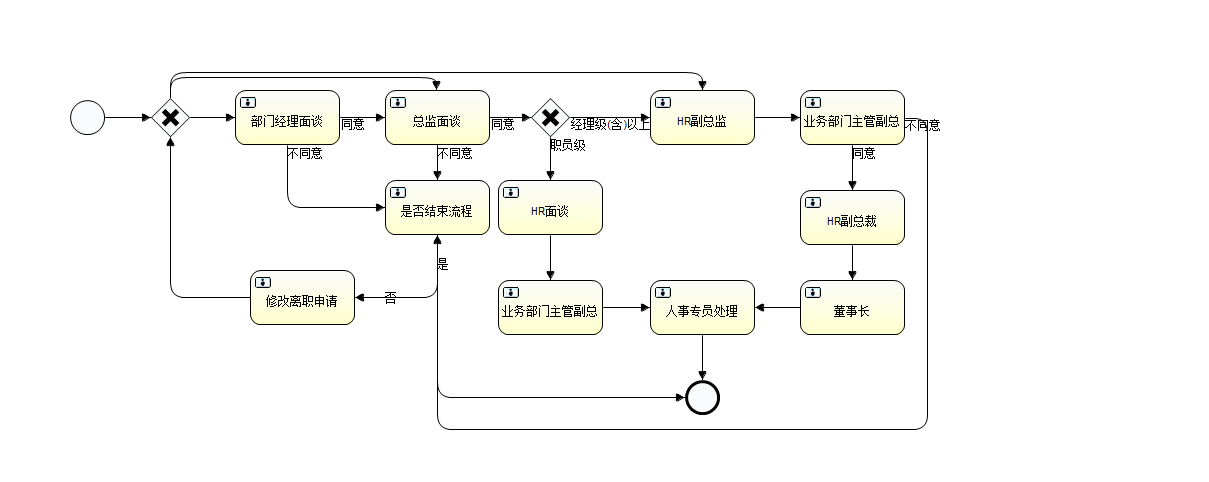 部门经理面谈
同意
总监面谈
同意
经理级(含)以上
HR副总监
业务部门主管副总
不同意
不同意
不同意
职员级
同意
是否结束流程
HR面谈
HR副总裁
是
修改离职申请
否
业务部门主管副总
人事专员处理
董事长